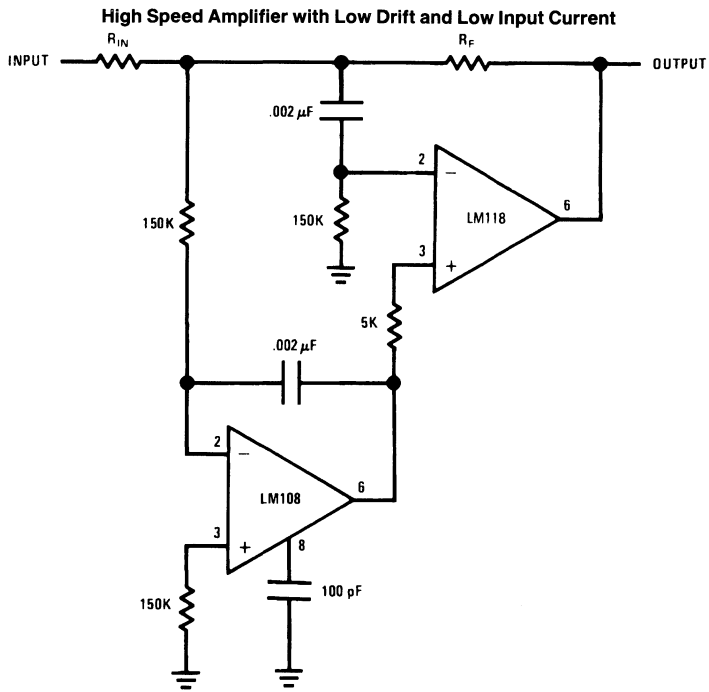 High Speed Amplifier with Low Drift and Low Input Current
R_IN
R_F
INPUT
OUTPUT
.002 μF
2
−
6
150K
150K
LM118
3
+
5K
.002 μF
2
−
6
LM108
3
+
8
150K
100 pF